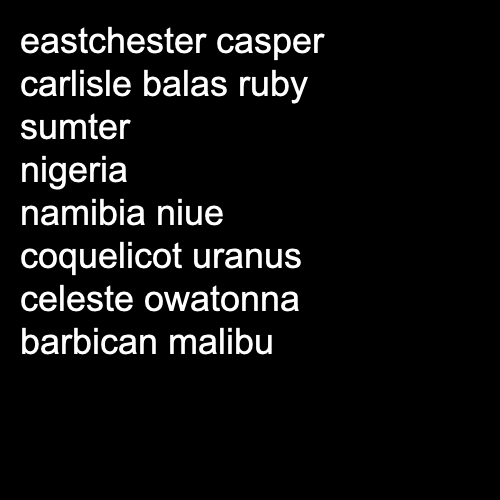 eastchester casper
carlisle balas ruby
sumter
nigeria
namibia niue
coquelicot uranus
celeste owatonna
barbican malibu